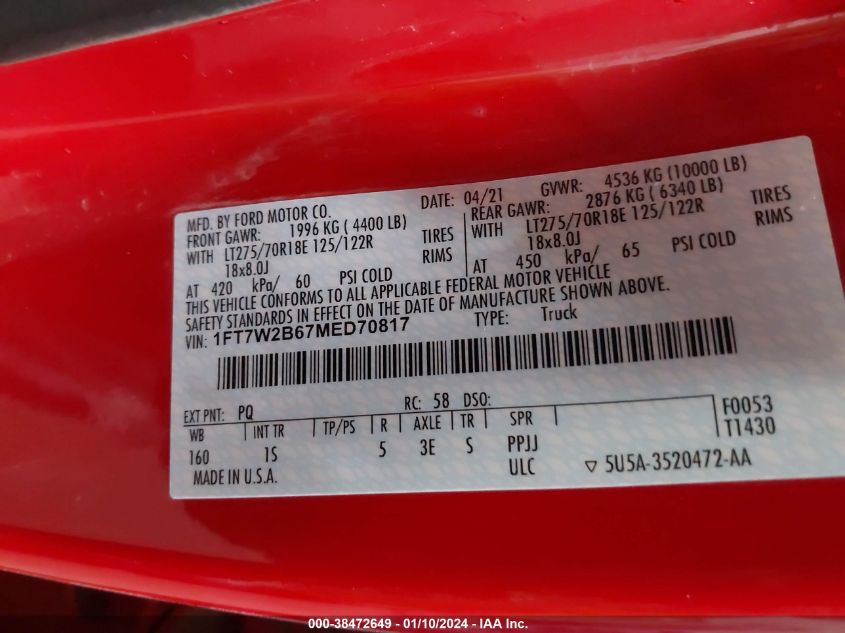 MFD. BY FORD MOTOR CO. DATE: 04/21 GVWR: 4536 KG (10000 LB)
FRONT GAWR: 1996 KG ( 4400 LB) REAR GAWR: 2876 KG ( 6340 LB)
WITH LT275/70R18E 125/122R TIRES WITH LT275/70R18E 125/122R TIRES
18x8.0J RIMS 18x8.0J RIMS
AT 420 kPa/ 60 PSI COLD AT 450 kPa/ 65 PSI COLD
THIS VEHICLE CONFORMS TO ALL APPLICABLE FEDERAL MOTOR VEHICLE
SAFETY STANDARDS IN EFFECT ON THE DATE OF MANUFACTURE SHOWN ABOVE.
VIN: 1FT7W2B67MED70817 TYPE: Truck
EXT PNT: PQ RC: 58 DSO:
WB INT TR TP/PS R AXLE TR SPR F0053
160 1S 5 3E S PPJJ T1430
MADE IN U.S.A. ULC ▽ 5U5A-3520472-AA
000-38472649 - 01/10/2024 - IAA Inc.